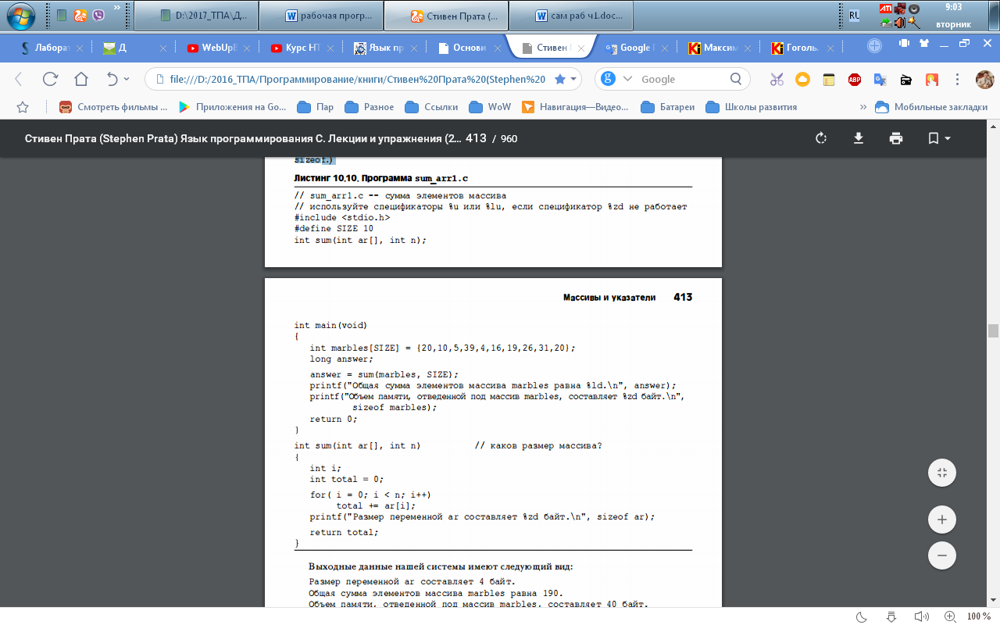 D:\2017_ТПА\Д...
рабочая прогр...
Стивен Прата (...
сам раб ч1.doc...
RU
ATI
9:03
вторник
Лаборат
Д
WebUpB
Курс HT
Язык пр
Основи
Стивен
Google
Максим
Гоголь.
file:///D:/2016_ТПА/Программирование/книги/Стивен%20Прата%20(Stephen%20
Google
ABP
Смотреть фильмы ...
Приложения на Go...
Пар
Разное
Ссылки
WoW
Навигация—Видео...
Батареи
Школы развития
Мобильные закладки
Стивен Прата (Stephen Prata) Язык программирования С. Лекции и упражнения (2... 413 / 960
sizeof.)
Листинг 10.10. Программа sum_arr1.c
// sum_arr1.c -- сумма элементов массива
// используйте спецификаторы %u или %lu, если спецификатор %zd не работает
#include <stdio.h>
#define SIZE 10
int sum(int ar[], int n);
Массивы и указатели 413
int main(void)
{
int marbles[SIZE] = {20,10,5,39,4,16,19,26,31,20};
long answer;
answer = sum(marbles, SIZE);
printf("Общая сумма элементов массива marbles равна %ld.\n", answer);
printf("Объем памяти, отведенной под массив marbles, составляет %zd байт.\n",
sizeof marbles);
return 0;
}
int sum(int ar[], int n) // каков размер массива?
{
int i;
int total = 0;
for( i = 0; i < n; i++)
total += ar[i];
printf("Размер переменной ar составляет %zd байт.\n", sizeof ar);
return total;
}
Выходные данные нашей системы имеют следующий вид:
Размер переменной ar составляет 4 байт.
Общая сумма элементов массива marbles равна 190.
Объем памяти, отведенной под массив marbles, составляет 40 байт.
100 %